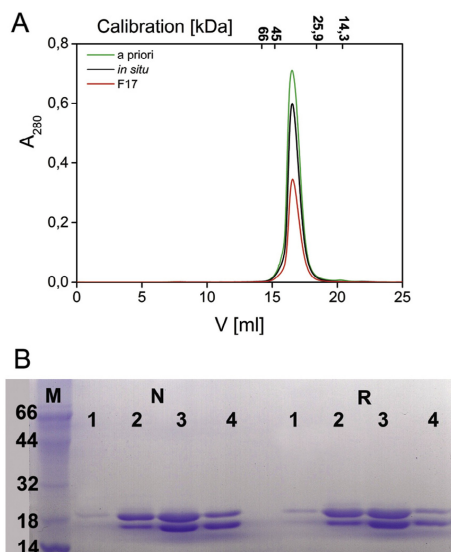 A
Calibration [kDa]
66 45 25,9 14,3
0,8
a priori
in situ
F17
0,6
0,4
0,2
0,0
A280
0 5 10 15 20 25
V [ml]
B
M N R
1 2 3 4 1 2 3 4
66
44
32
18
14